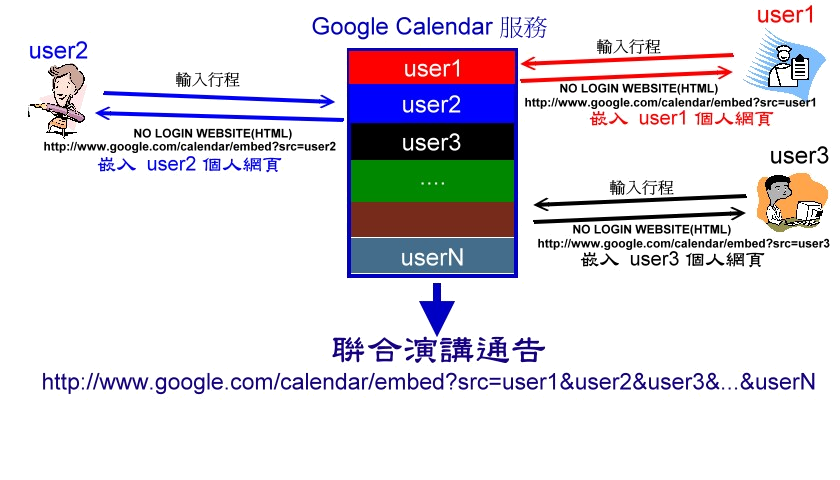 Google Calendar 服務
user1
user2
user3
....
userN
user2
輸入行程
NO LOGIN WEBSITE(HTML)
http://www.google.com/calendar/embed?src=user2
嵌入 user2 個人網頁
user1
輸入行程
NO LOGIN WEBSITE(HTML)
http://www.google.com/calendar/embed?src=user1
嵌入 user1 個人網頁
user3
輸入行程
NO LOGIN WEBSITE(HTML)
http://www.google.com/calendar/embed?src=user3
嵌入 user3 個人網頁
聯合演講通告
http://www.google.com/calendar/embed?src=user1&user2&user3&...&userN